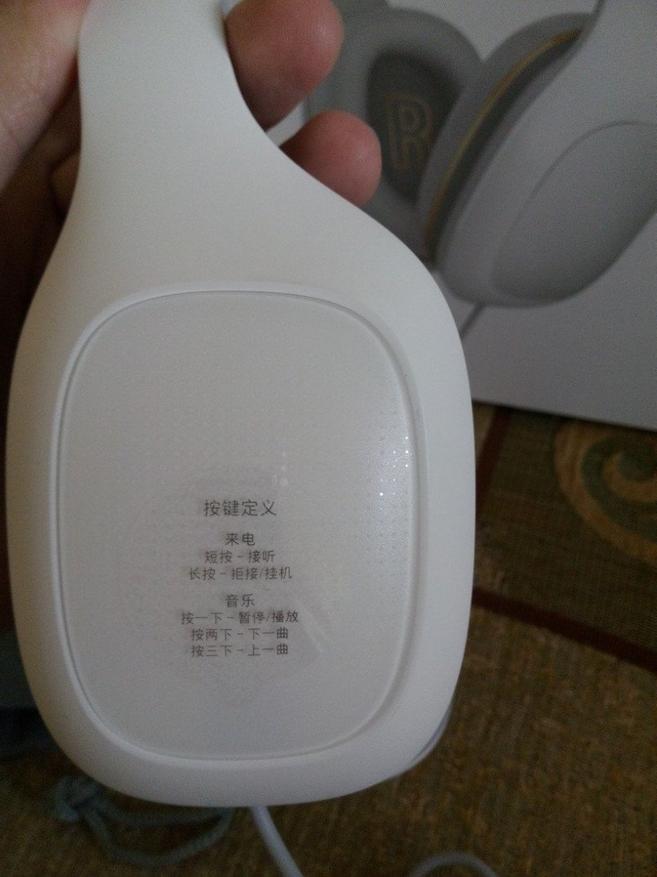 R
按键定义
来电
短按-接听
长按-拒接/挂机
音乐
按一下-暂停/播放
按两下-下一曲
按三下-上一曲